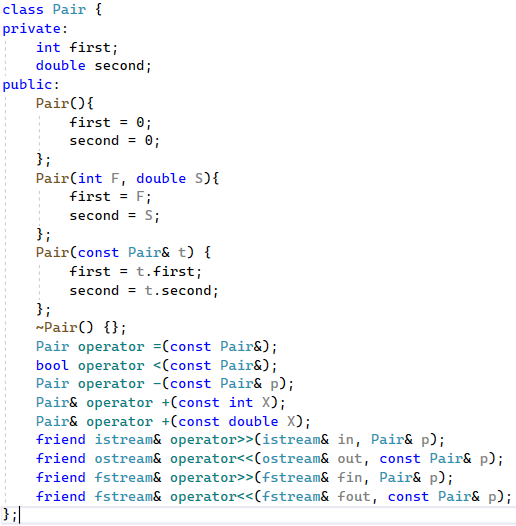 class Pair {
private:
    int first;
    double second;
public:
    Pair(){
        first = 0;
        second = 0;
    };
    Pair(int F, double S){
        first = F;
        second = S;
    };
    Pair(const Pair& t) {
        first = t.first;
        second = t.second;
    };
    ~Pair() {};
    Pair operator =(const Pair&);
    bool operator <(const Pair&);
    Pair operator -(const Pair& p);
    Pair& operator +(const int X);
    Pair& operator +(const double X);
    friend istream& operator>>(istream& in, Pair& p);
    friend ostream& operator<<(ostream& out, const Pair& p);
    friend fstream& operator>>(fstream& fin, Pair& p);
    friend fstream& operator<<(fstream& fout, const Pair& p);
};